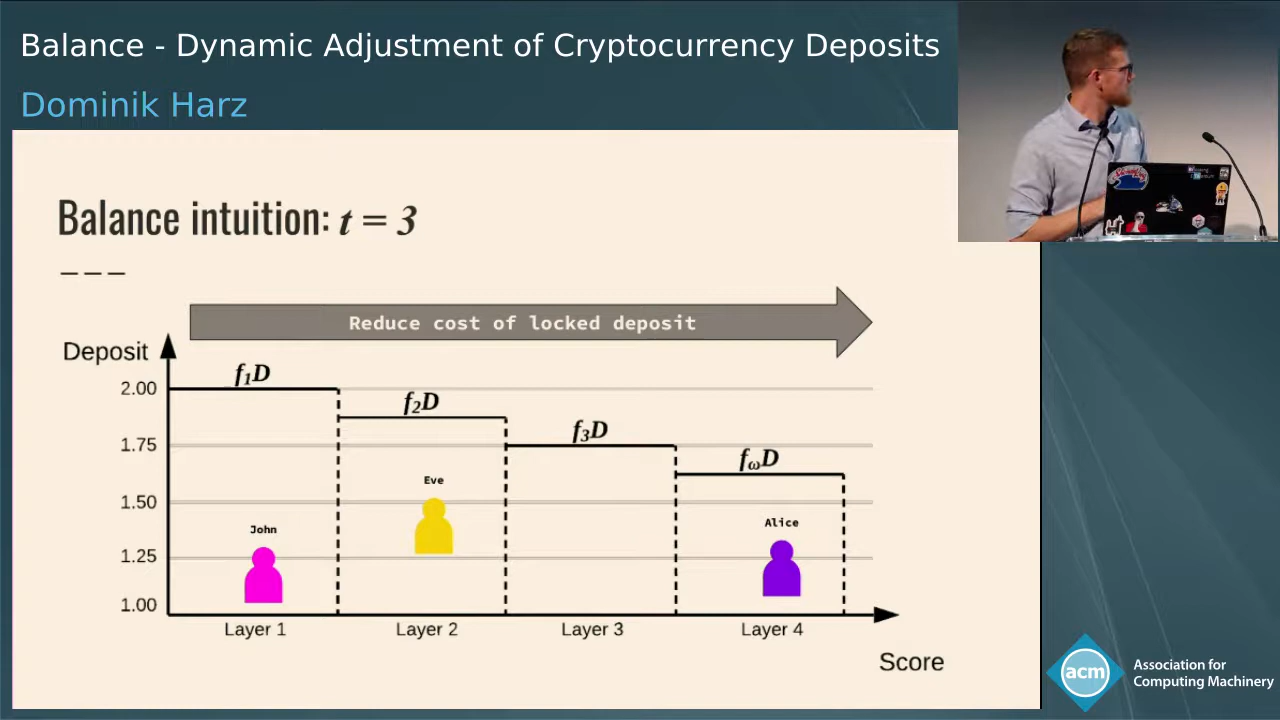 Balance - Dynamic Adjustment of Cryptocurrency Deposits
Dominik Harz
Balance intuition: t = 3
Reduce cost of locked deposit
Deposit
f₁D
2.00
f₂D
f₃D
1.75
fωD
Eve
1.50
Alice
John
1.25
1.00
Layer 1
Layer 2
Layer 3
Layer 4
Score
acm
Association for
Computing Machinery